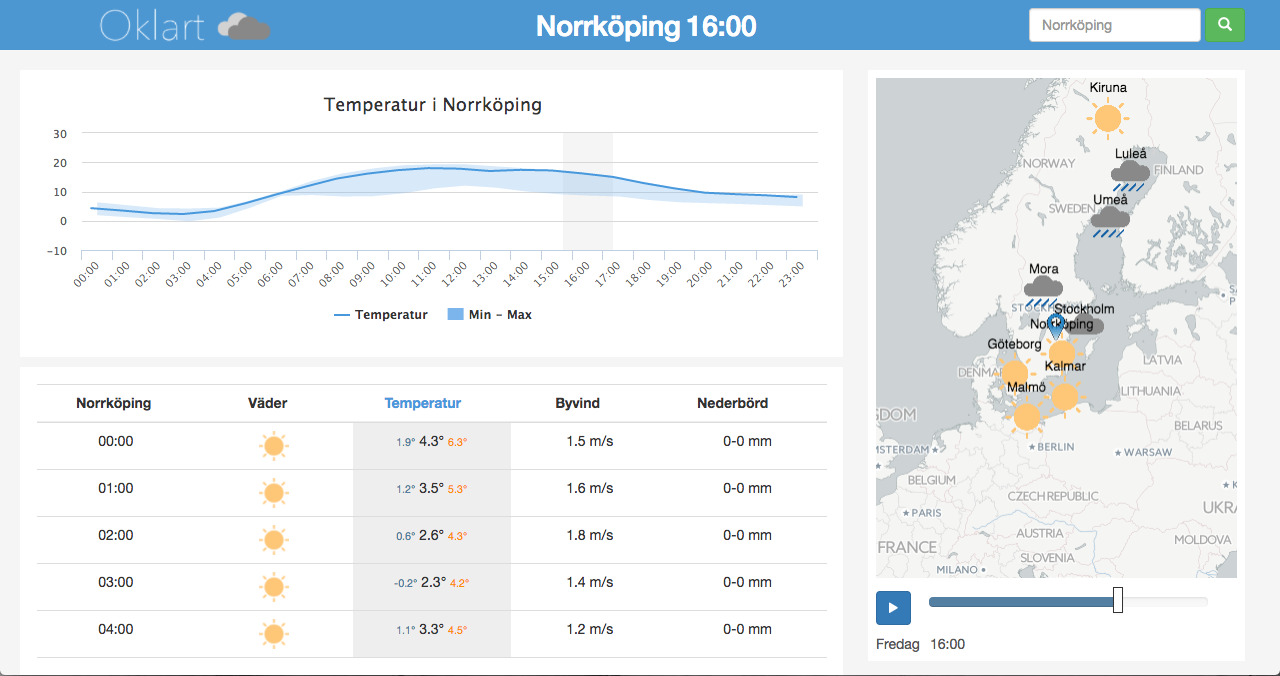 Oklart
Norrköping 16:00
Norrköping
Temperatur i Norrköping
30
20
10
0
−10
00:00 01:00 02:00 03:00 04:00 05:00 06:00 07:00 08:00 09:00 10:00 11:00 12:00 13:00 14:00 15:00 16:00 17:00 18:00 19:00 20:00 21:00 22:00 23:00
Temperatur Min – Max
Norrköping Väder Temperatur Byvind Nederbörd
00:00 1.9° 4.3° 6.3° 1.5 m/s 0-0 mm
01:00 1.2° 3.5° 5.3° 1.6 m/s 0-0 mm
02:00 0.6° 2.6° 4.3° 1.8 m/s 0-0 mm
03:00 -0.2° 2.3° 4.2° 1.4 m/s 0-0 mm
04:00 1.1° 3.3° 4.5° 1.2 m/s 0-0 mm
Kiruna
Luleå
NORWAY
FINLAND
Umeå
SWEDEN
Mora
Stockholm
Norrköping
Göteborg
LATVIA
Kalmar
Malmö
LITHUANIA
BELARUS
BERLIN
WARSAW
BELGIUM
CZECH REPUBLIC
PARIS
AUSTRIA
FRANCE
MOLDOVA
SLOVENIA
MILANO
Fredag 16:00